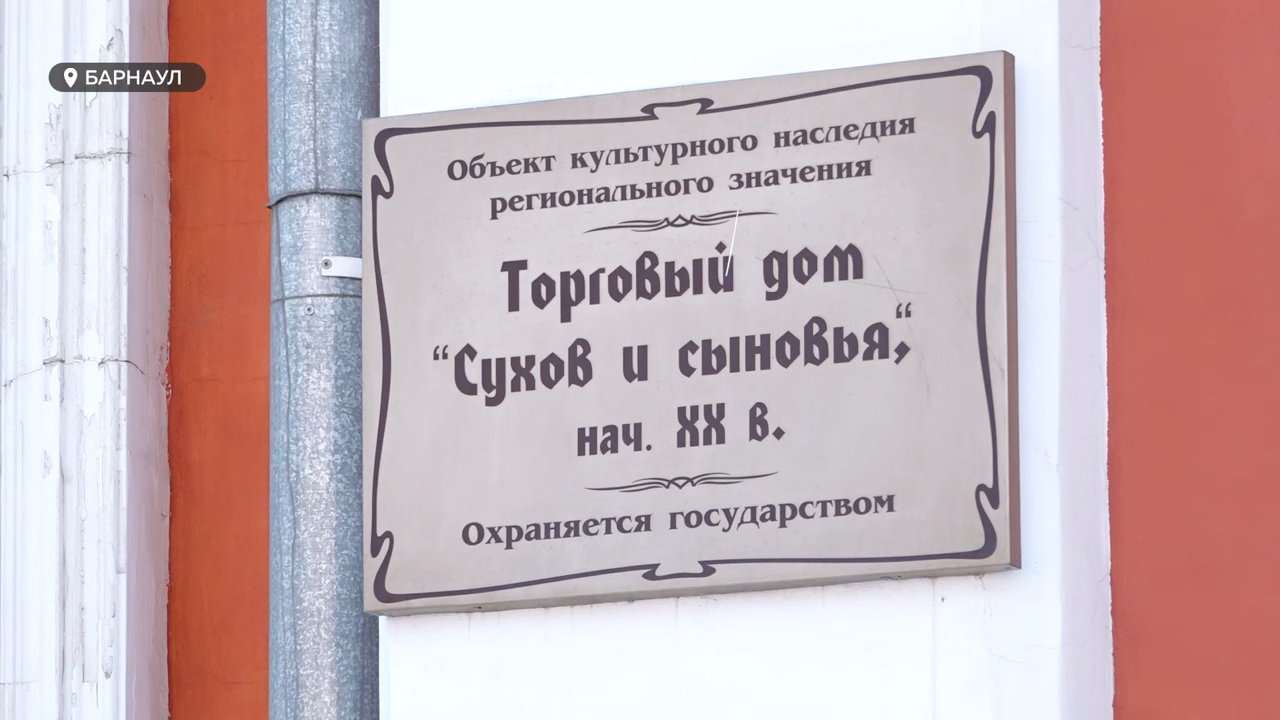 БАРНАУЛ
Объект культурного наследия
регионального значения
Торговый дом
“Сухов и сыновья,“
нач. XX в.
Охраняется государством